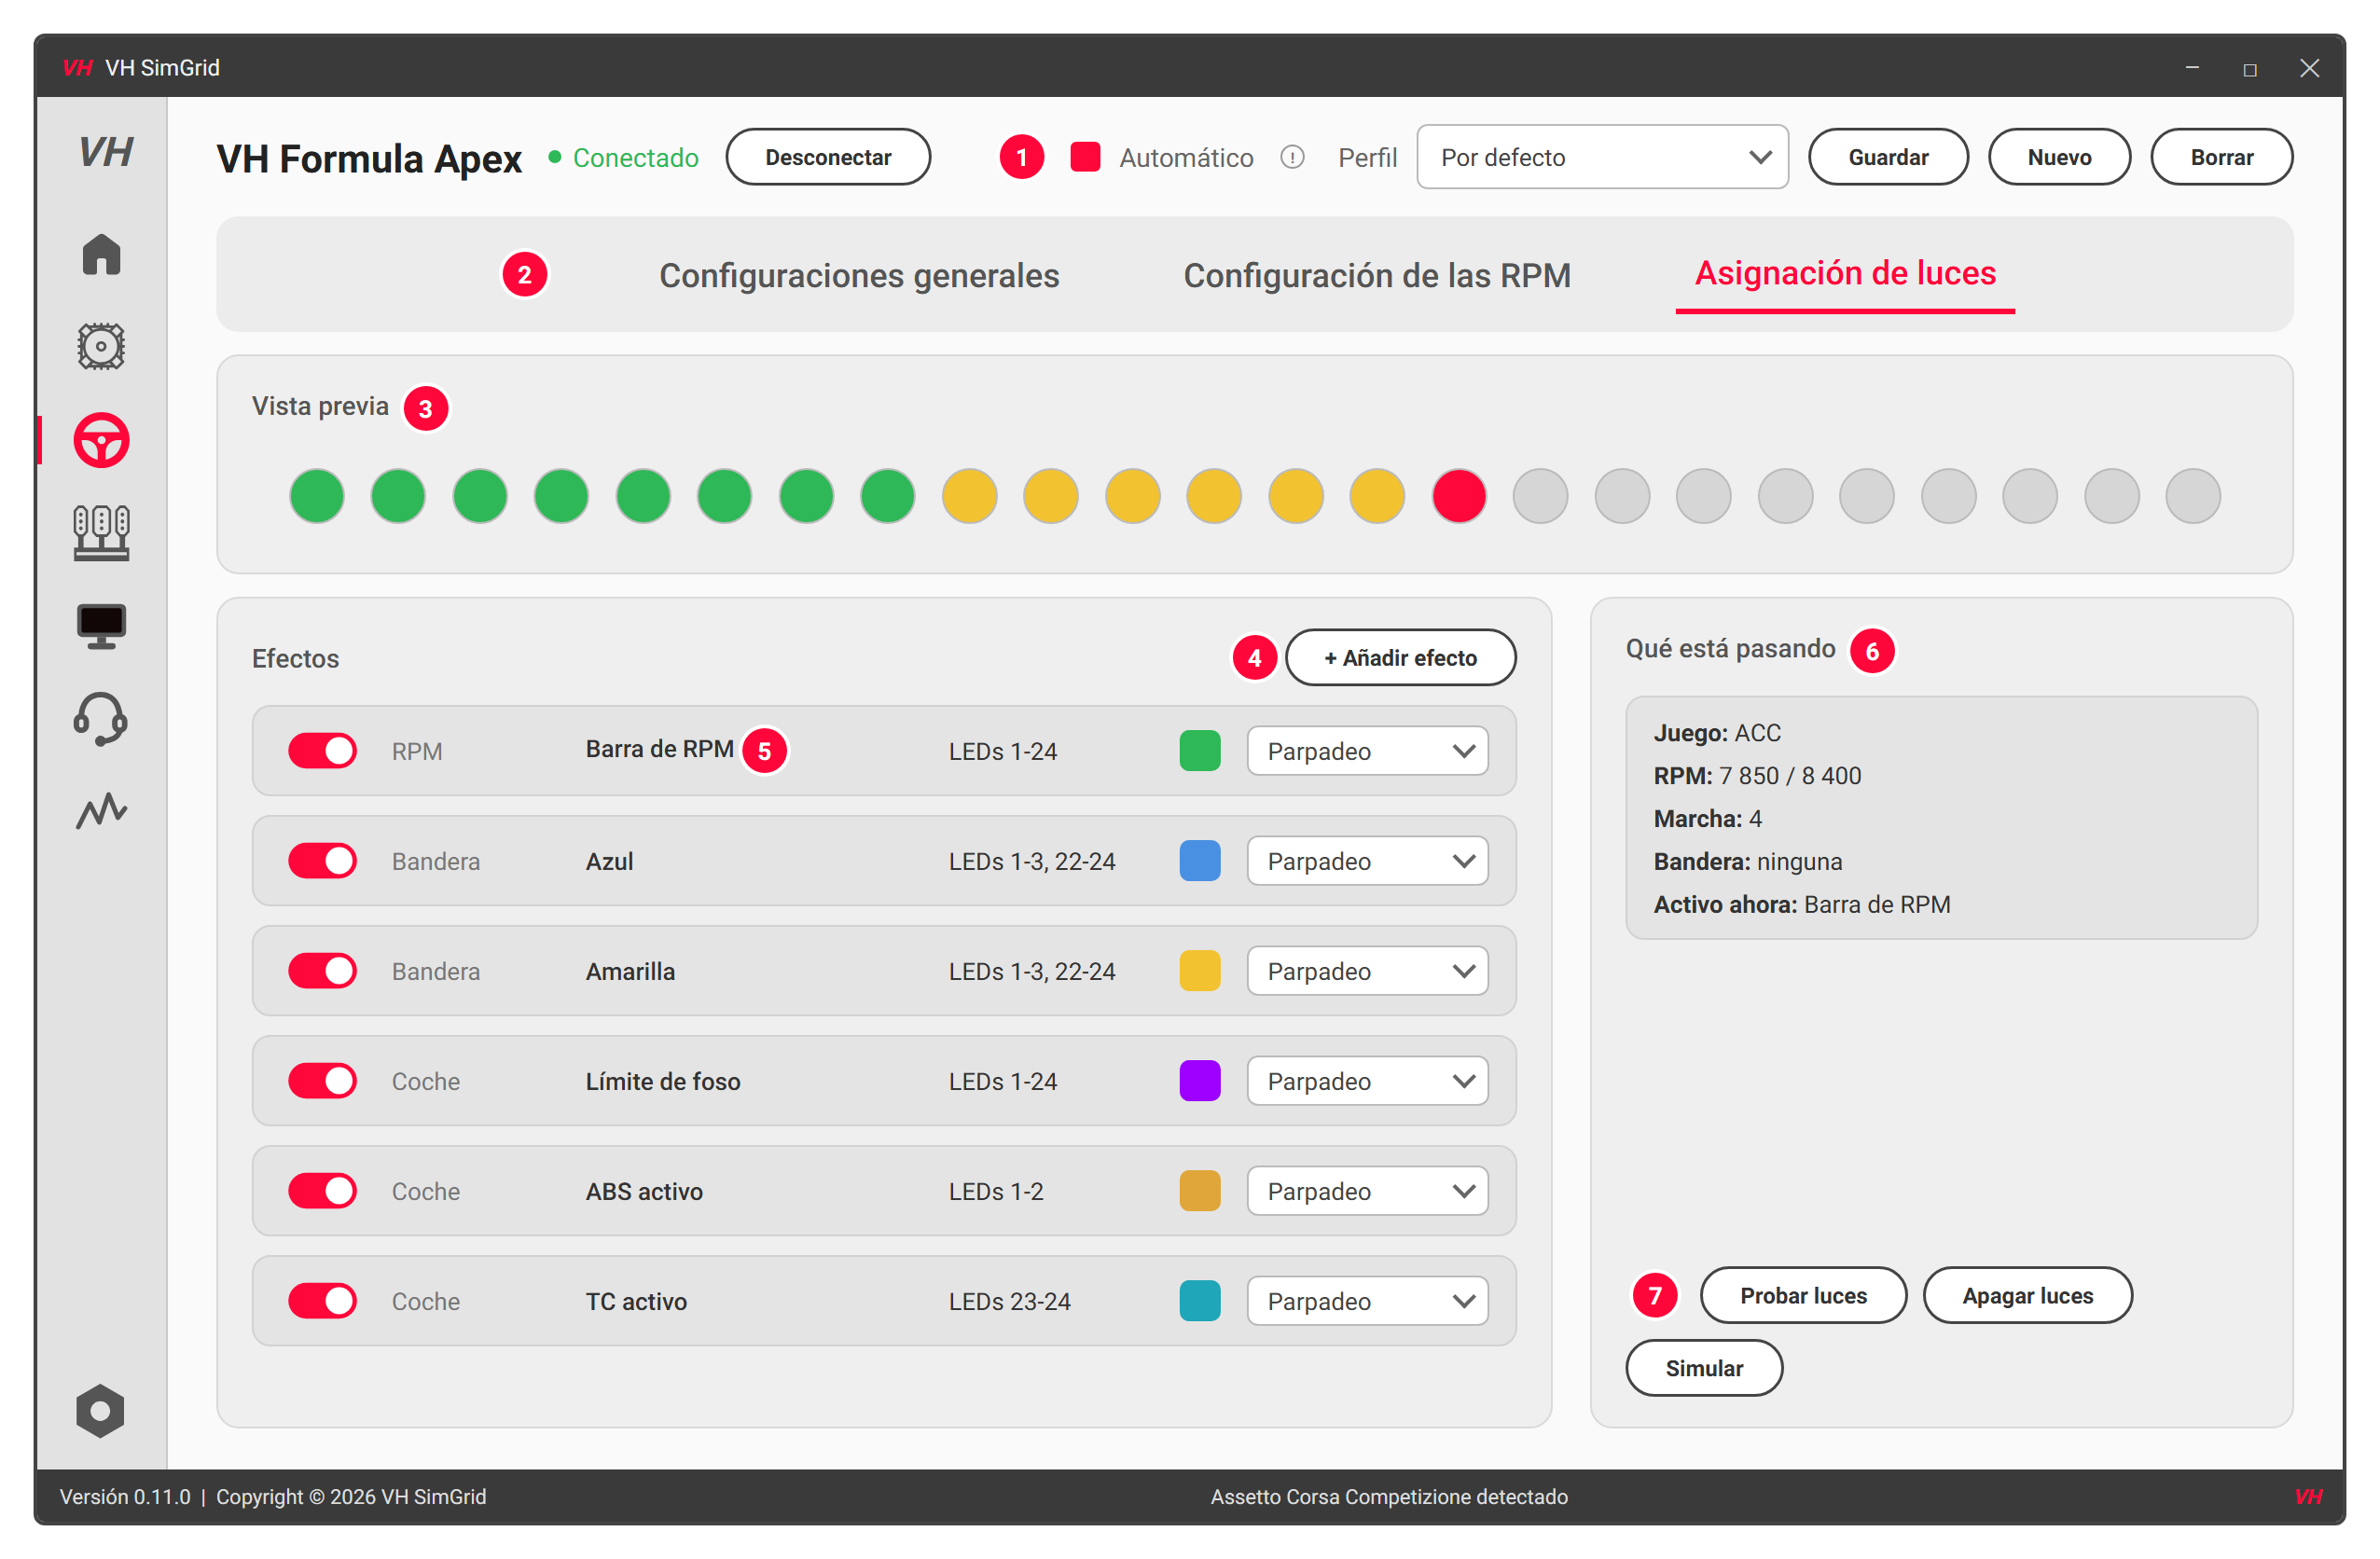 VH VH SimGrid
VH
VH Formula Apex Conectado Desconectar 1 Automático ! Perfil Por defecto Guardar Nuevo Borrar
2 Configuraciones generales Configuración de las RPM Asignación de luces
Vista previa 3
Efectos 4 + Añadir efecto
RPM Barra de RPM 5 LEDs 1-24 Parpadeo
Bandera Azul LEDs 1-3, 22-24 Parpadeo
Bandera Amarilla LEDs 1-3, 22-24 Parpadeo
Coche Límite de foso LEDs 1-24 Parpadeo
Coche ABS activo LEDs 1-2 Parpadeo
Coche TC activo LEDs 23-24 Parpadeo
Qué está pasando 6
Juego: ACC
RPM: 7 850 / 8 400
Marcha: 4
Bandera: ninguna
Activo ahora: Barra de RPM
7 Probar luces Apagar luces
Simular
Versión 0.11.0 | Copyright © 2026 VH SimGrid Assetto Corsa Competizione detectado VH